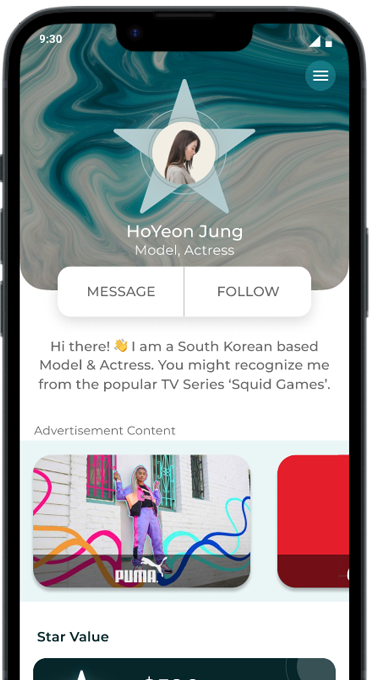 9:30
HoYeon Jung
Model, Actress
MESSAGE FOLLOW
Hi there! 👋 I am a South Korean based
Model & Actress. You might recognize me
from the popular TV Series ‘Squid Games’.
Advertisement Content
PUMA
Star Value